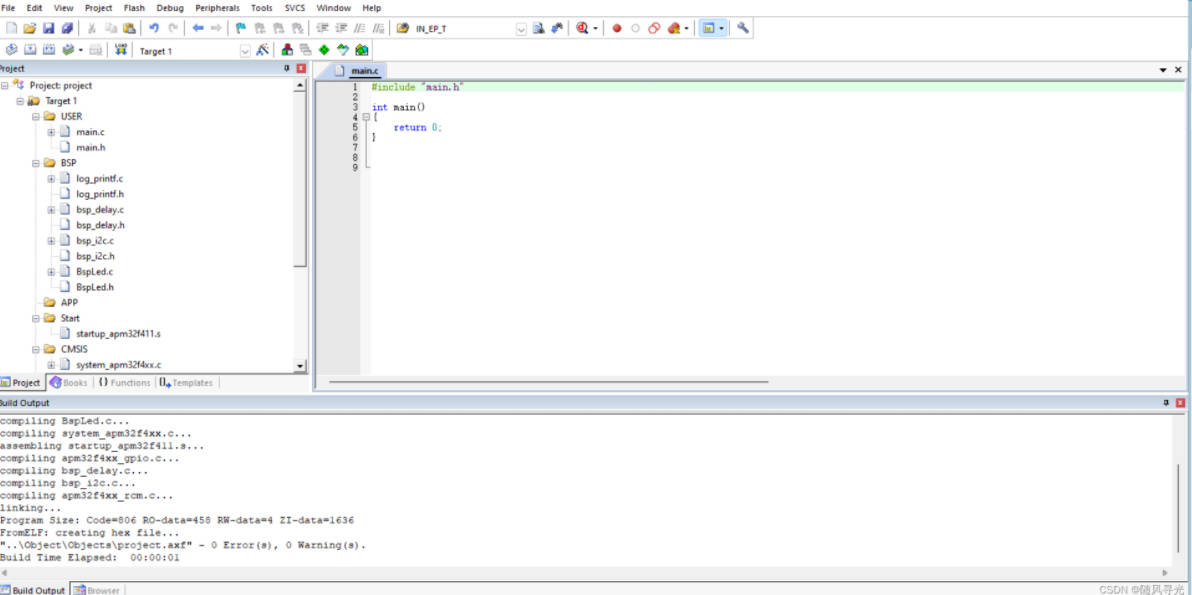 File Edit View Project Flash Debug Peripherals Tools SVCS Window Help
IN_EP_T
LOAD Target 1
Project
main.c
Project: project
Target 1
USER
main.c
main.h
BSP
log_printf.c
log_printf.h
bsp_delay.c
bsp_delay.h
bsp_i2c.c
bsp_i2c.h
BspLed.c
BspLed.h
APP
Start
startup_apm32f411.s
CMSIS
system_apm32f4xx.c
Project Books {} Functions Templates
1 #include "main.h"
2
3 int main()
4 {
5 return 0;
6 }
7
8
9
Build Output
compiling BspLed.c...
compiling system_apm32f4xx.c...
assembling startup_apm32f411.s...
compiling apm32f4xx_gpio.c...
compiling bsp_delay.c...
compiling bsp_i2c.c...
compiling apm32f4xx_rcm.c...
linking...
Program Size: Code=806 RO-data=458 RW-data=4 ZI-data=1636
FromELF: creating hex file...
"..\Object\Objects\project.axf" - 0 Error(s), 0 Warning(s).
Build Time Elapsed: 00:00:01
Build Output Browser
CSDN @随风寻光